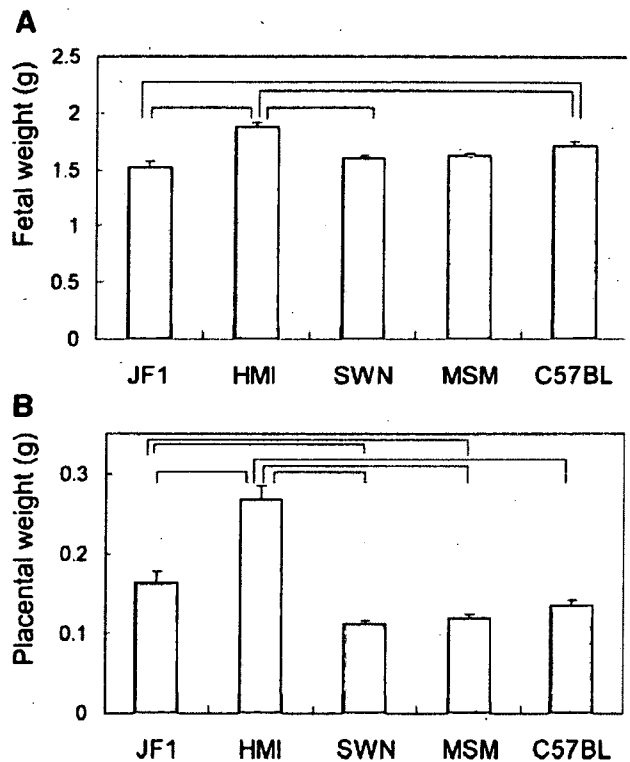 A
Fetal weight (g)
2.5
2
1.5
1
0.5
0
JF1 HMI SWN MSM C57BL
B
Placental weight (g)
0.3
0.2
0.1
0
JF1 HMI SWN MSM C57BL